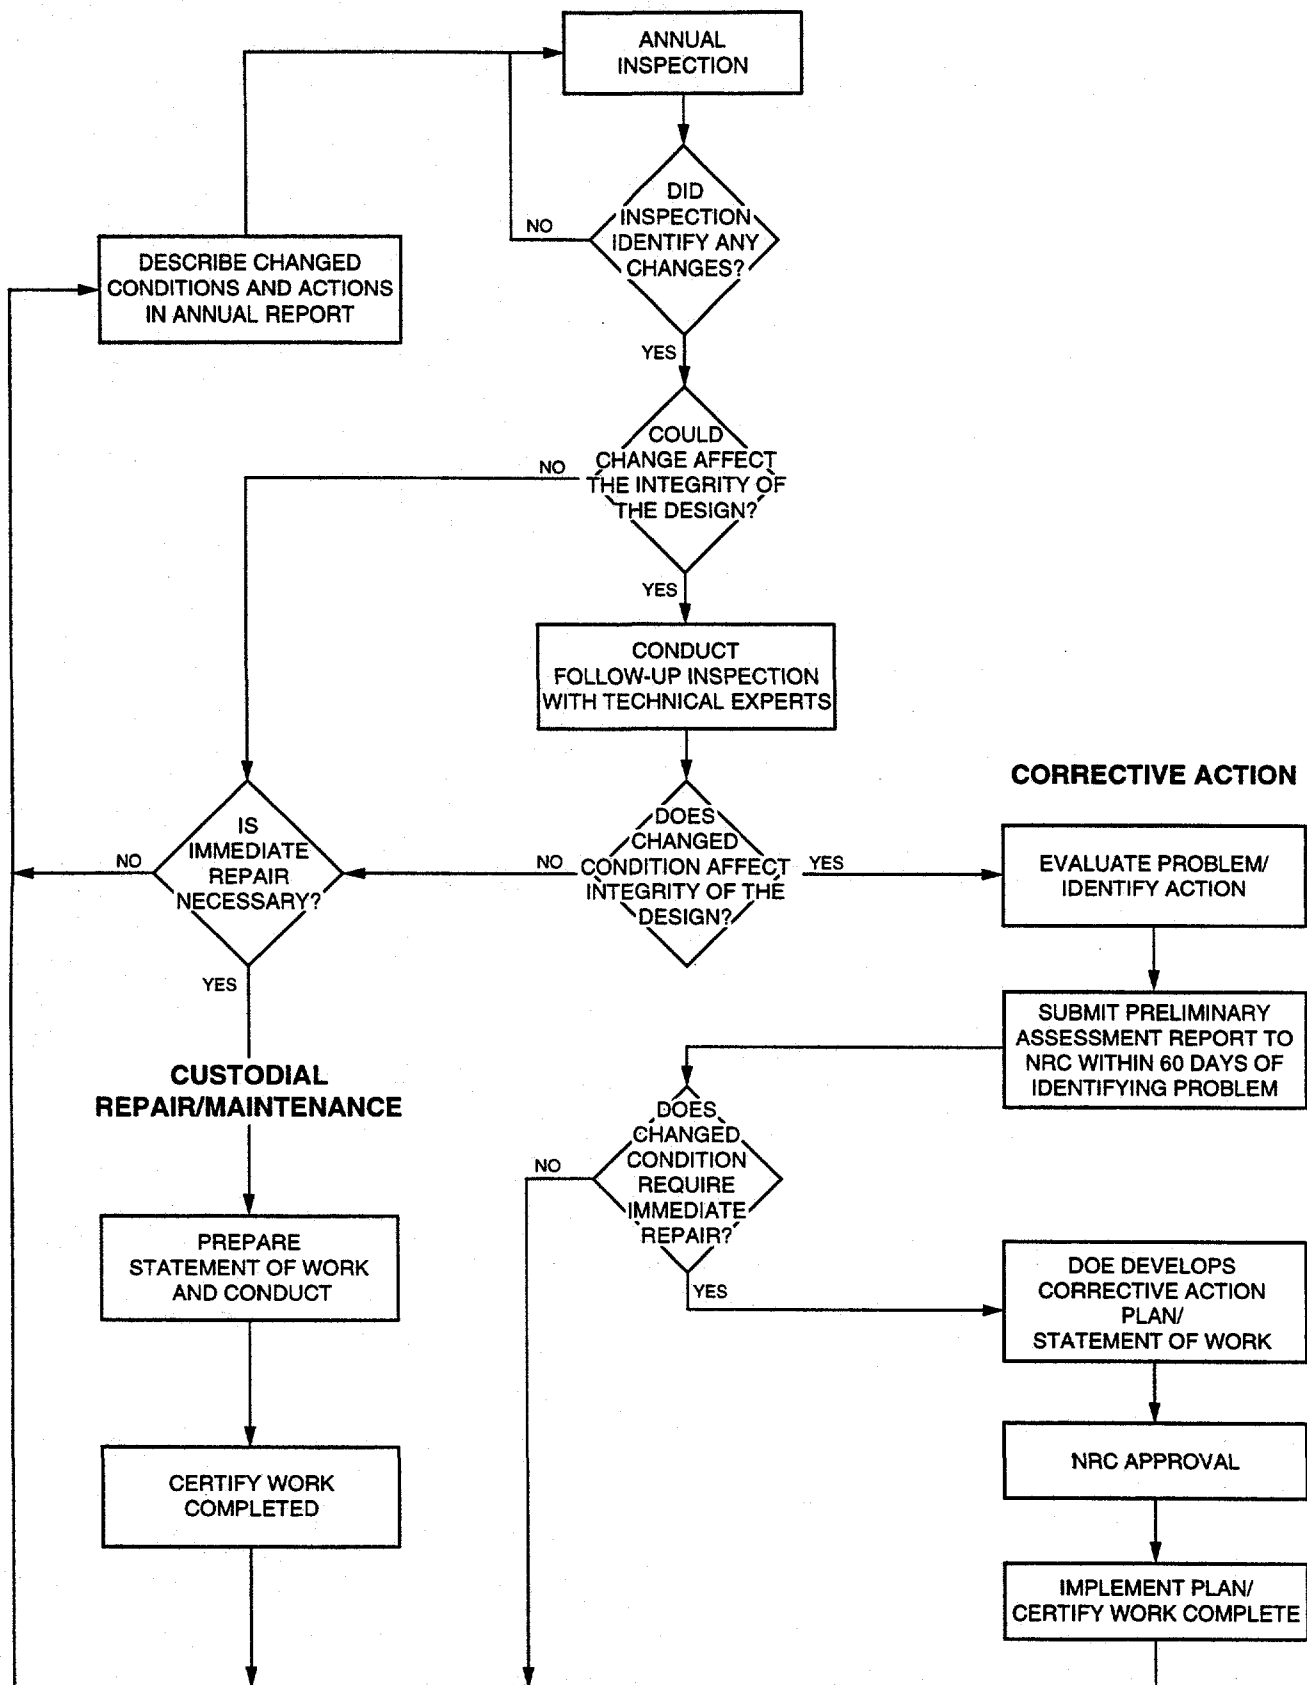 ANNUAL
INSPECTION
DID
INSPECTION
IDENTIFY ANY
CHANGES?
NO
DESCRIBE CHANGED
CONDITIONS AND ACTIONS
IN ANNUAL REPORT
YES
COULD
CHANGE AFFECT
THE INTEGRITY OF
THE DESIGN?
NO
YES
CONDUCT
FOLLOW-UP INSPECTION
WITH TECHNICAL EXPERTS
CORRECTIVE ACTION
IS
IMMEDIATE
REPAIR
NECESSARY?
NO
DOES
CHANGED
CONDITION AFFECT
INTEGRITY OF THE
DESIGN?
NO
YES
EVALUATE PROBLEM/
IDENTIFY ACTION
YES
SUBMIT PRELIMINARY
ASSESSMENT REPORT TO
NRC WITHIN 60 DAYS OF
IDENTIFYING PROBLEM
CUSTODIAL
REPAIR/MAINTENANCE
DOES
CHANGED
CONDITION
REQUIRE
IMMEDIATE
REPAIR?
NO
YES
PREPARE
STATEMENT OF WORK
AND CONDUCT
DOE DEVELOPS
CORRECTIVE ACTION
PLAN/
STATEMENT OF WORK
CERTIFY WORK
COMPLETED
NRC APPROVAL
IMPLEMENT PLAN/
CERTIFY WORK COMPLETE